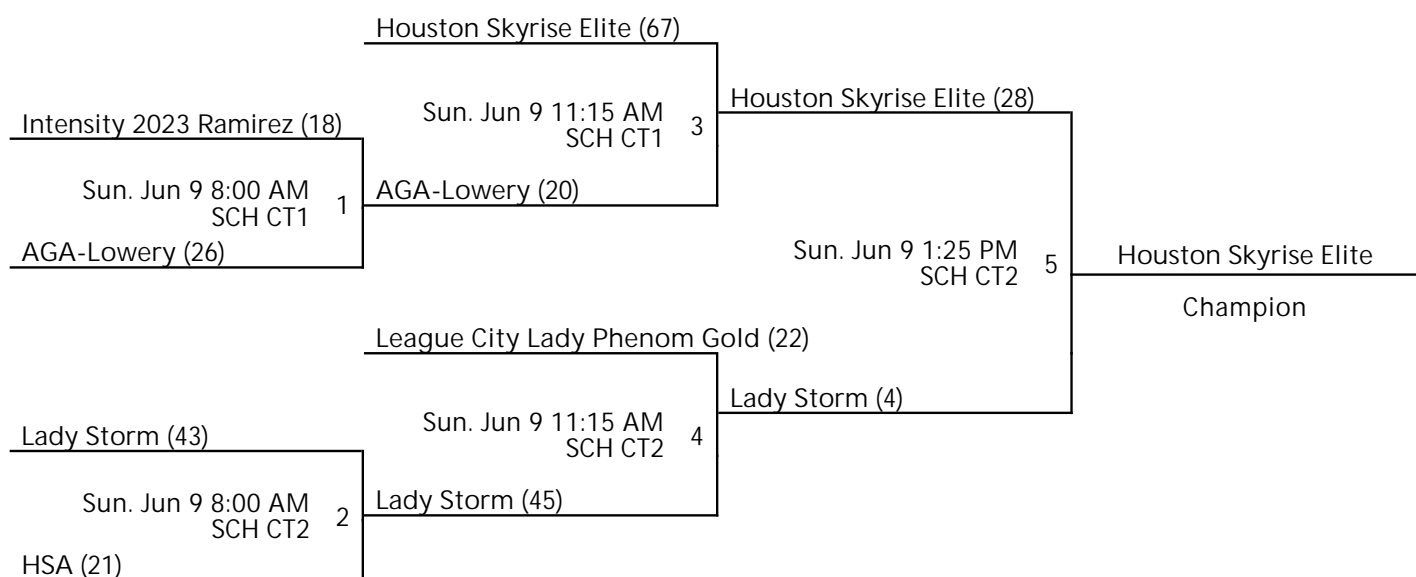 Houston Skyrise Elite (67)
Sun. Jun 9 11:15 AM
SCH CT1
3
Houston Skyrise Elite (28)
Intensity 2023 Ramirez (18)
Sun. Jun 9 8:00 AM
SCH CT1
1
AGA-Lowery (20)
AGA-Lowery (26)
Sun. Jun 9 1:25 PM
SCH CT2
5
Houston Skyrise Elite
Champion
League City Lady Phenom Gold (22)
Sun. Jun 9 11:15 AM
SCH CT2
4
Lady Storm (4)
Lady Storm (43)
Sun. Jun 9 8:00 AM
SCH CT2
2
Lady Storm (45)
HSA (21)